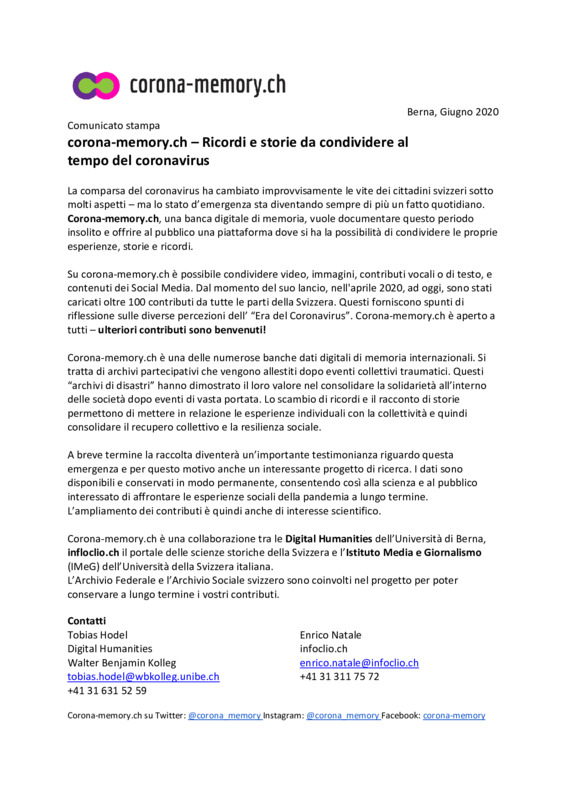 corona-memory.ch
Berna, Giugno 2020
Comunicato stampa
corona-memory.ch – Ricordi e storie da condividere al
tempo del coronavirus
La comparsa del coronavirus ha cambiato improvvisamente le vite dei cittadini svizzeri sotto
molti aspetti – ma lo stato d’emergenza sta diventando sempre di più un fatto quotidiano.
Corona-memory.ch, una banca digitale di memoria, vuole documentare questo periodo
insolito e offrire al pubblico una piattaforma dove si ha la possibilità di condividere le proprie
esperienze, storie e ricordi.
Su corona-memory.ch è possibile condividere video, immagini, contributi vocali o di testo, e
contenuti dei Social Media. Dal momento del suo lancio, nell'aprile 2020, ad oggi, sono stati
caricati oltre 100 contributi da tutte le parti della Svizzera. Questi forniscono spunti di
riflessione sulle diverse percezioni dell’ “Era del Coronavirus”. Corona-memory.ch è aperto a
tutti – ulteriori contributi sono benvenuti!
Corona-memory.ch è una delle numerose banche dati digitali di memoria internazionali. Si
tratta di archivi partecipativi che vengono allestiti dopo eventi collettivi traumatici. Questi
“archivi di disastri” hanno dimostrato il loro valore nel consolidare la solidarietà all’interno
delle società dopo eventi di vasta portata. Lo scambio di ricordi e il racconto di storie
permettono di mettere in relazione le esperienze individuali con la collettività e quindi
consolidare il recupero collettivo e la resilienza sociale.
A breve termine la raccolta diventerà un’importante testimonianza riguardo questa
emergenza e per questo motivo anche un interessante progetto di ricerca. I dati sono
disponibili e conservati in modo permanente, consentendo così alla scienza e al pubblico
interessato di affrontare le esperienze sociali della pandemia a lungo termine.
L’ampliamento dei contributi è quindi anche di interesse scientifico.
Corona-memory.ch è una collaborazione tra le Digital Humanities dell’Università di Berna,
infloclio.ch il portale delle scienze storiche della Svizzera e l’Istituto Media e Giornalismo
(IMeG) dell’Università della Svizzera italiana.
L’Archivio Federale e l’Archivio Sociale svizzero sono coinvolti nel progetto per poter
conservare a lungo termine i vostri contributi.
Contatti
Tobias Hodel
Digital Humanities
Walter Benjamin Kolleg
tobias.hodel@wbkolleg.unibe.ch
+41 31 631 52 59
Enrico Natale
infoclio.ch
enrico.natale@infoclio.ch
+41 31 311 75 72
Corona-memory.ch su Twitter: @corona_memory Instagram: @corona_memory Facebook: corona-memory